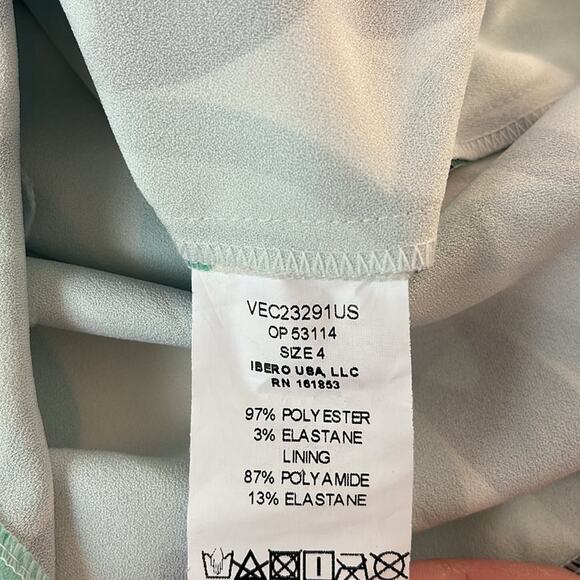 VEC23291US
OP 53114
SIZE 4
IBERO USA, LLC
RN 161853
97% POLYESTER
3% ELASTANE
LINING
87% POLYAMIDE
13% ELASTANE